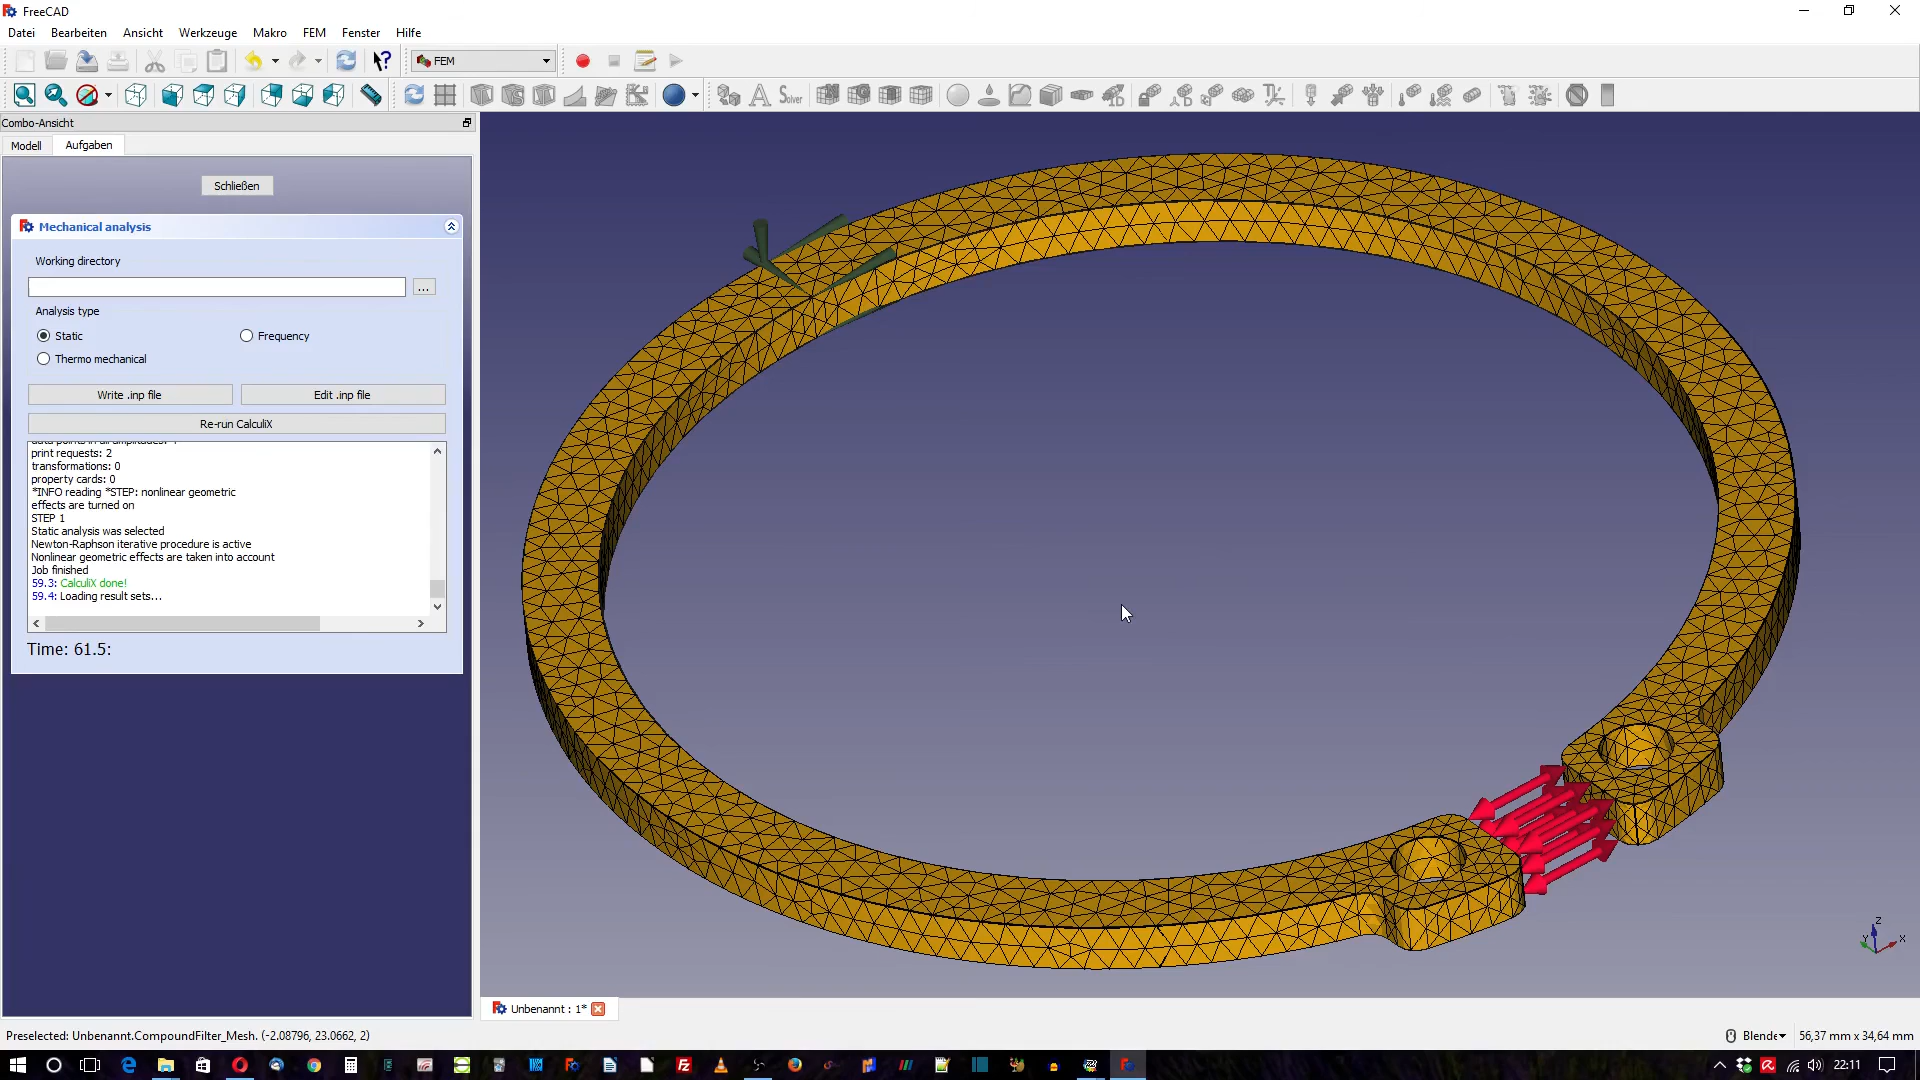 FreeCAD
Datei Bearbeiten Ansicht Werkzeuge Makro FEM Fenster Hilfe
FEM
A Solver
Combo-Ansicht
Modell Aufgaben
Schließen
Mechanical analysis
Working directory
...
Analysis type
Static Frequency
Thermo mechanical
Write .inp file Edit .inp file
Re-run CalculiX
print requests: 2
transformations: 0
property cards: 0
*INFO reading *STEP: nonlinear geometric
effects are turned on
STEP 1
Static analysis was selected
Newton-Raphson iterative procedure is active
Nonlinear geometric effects are taken into account
Job finished
59.3: CalculiX done!
59.4: Loading result sets...
Time: 61.5:
Z
Y X
Unbenannt : 1*
Preselected: Unbenannt.CompoundFilter_Mesh. (-2.08796, 23.0662, 2)
Blende 56,37 mm x 34,64 mm
22:11